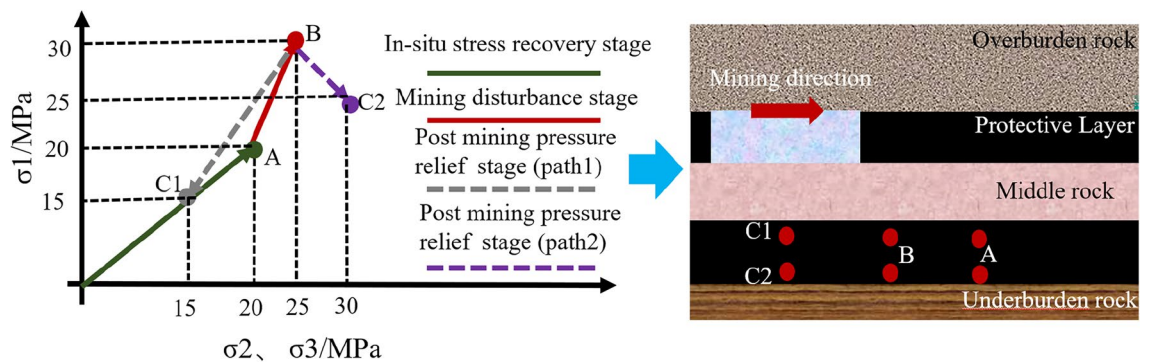 σ1/MPa
30
25
20
15
B
C2
A
C1
15
20
25
30
σ2、 σ3/MPa
In-situ stress recovery stage
Mining disturbance stage
Post mining pressure
relief stage (path1)
Post mining pressure
relief stage (path2)
Overburden rock
Mining direction
Protective Layer
Middle rock
C1
B
A
C2
Underburden rock